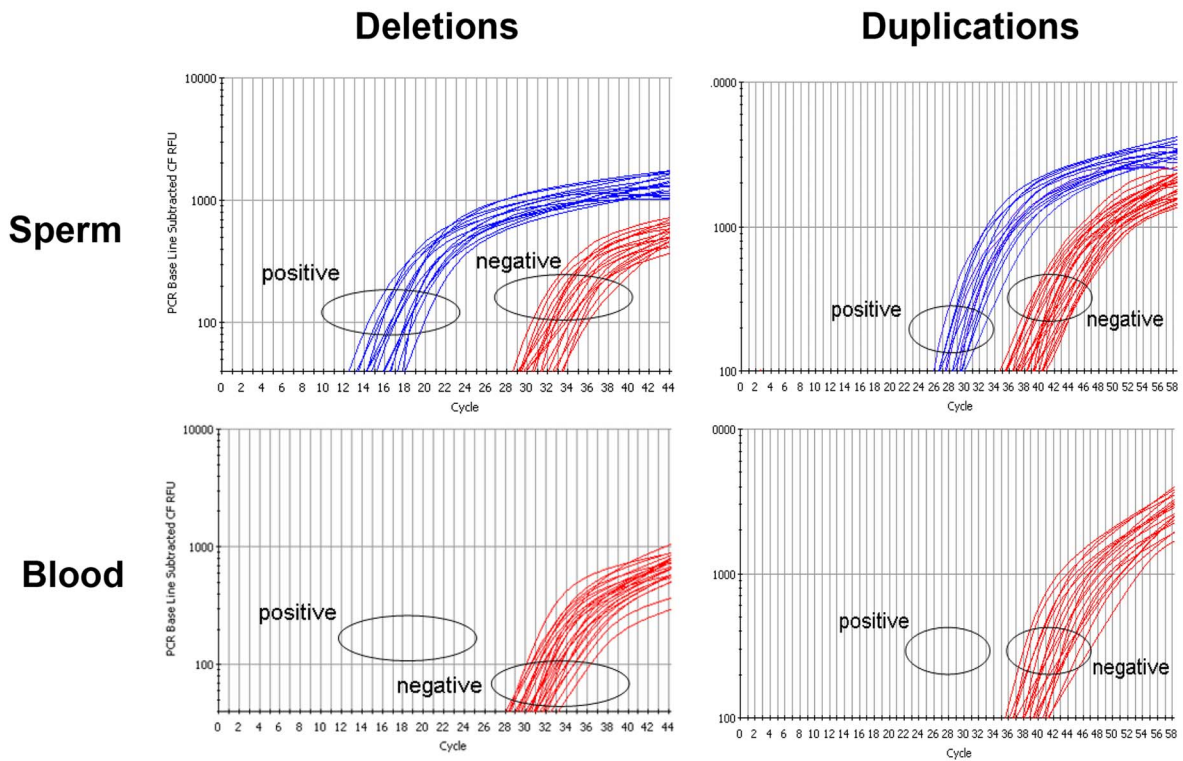 Deletions
Duplications
Sperm
PCR Base Line Subtracted CF RFU
10000
1000
100
positive
negative
0 2 4 6 8 10 12 14 16 18 20 22 24 26 28 30 32 34 36 38 40 42 44
Cycle
.0000
1000
100
positive
negative
0 2 4 6 8 10 12 14 16 18 20 22 24 26 28 30 32 34 36 38 40 42 44 46 48 50 52 54 56 58
Cycle
Blood
PCR Base Line Subtracted CF RFU
10000
1000
100
positive
negative
0 2 4 6 8 10 12 14 16 18 20 22 24 26 28 30 32 34 36 38 40 42 44
Cycle
0000
1000
100
positive
negative
0 2 4 6 8 10 12 14 16 18 20 22 24 26 28 30 32 34 36 38 40 42 44 46 48 50 52 54 56 58
Cycle